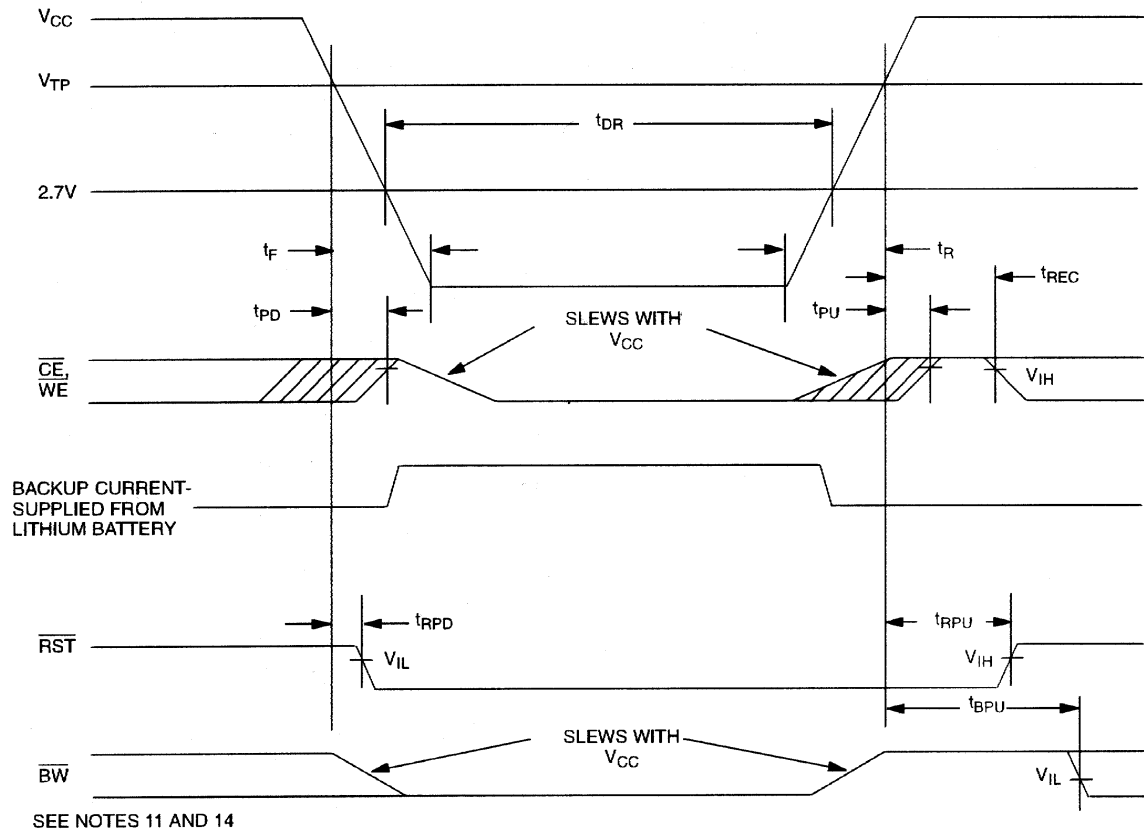 VCC
VTP
tDR
2.7V
tF
tR
tREC
tPD
tPU
SLEWS WITH
VCC
CE,
WE
VIH
BACKUP CURRENT-
SUPPLIED FROM
LITHIUM BATTERY
tRPD
tRPU
RST
VIL
VIH
tBPU
SLEWS WITH
VCC
BW
VIL
SEE NOTES 11 AND 14